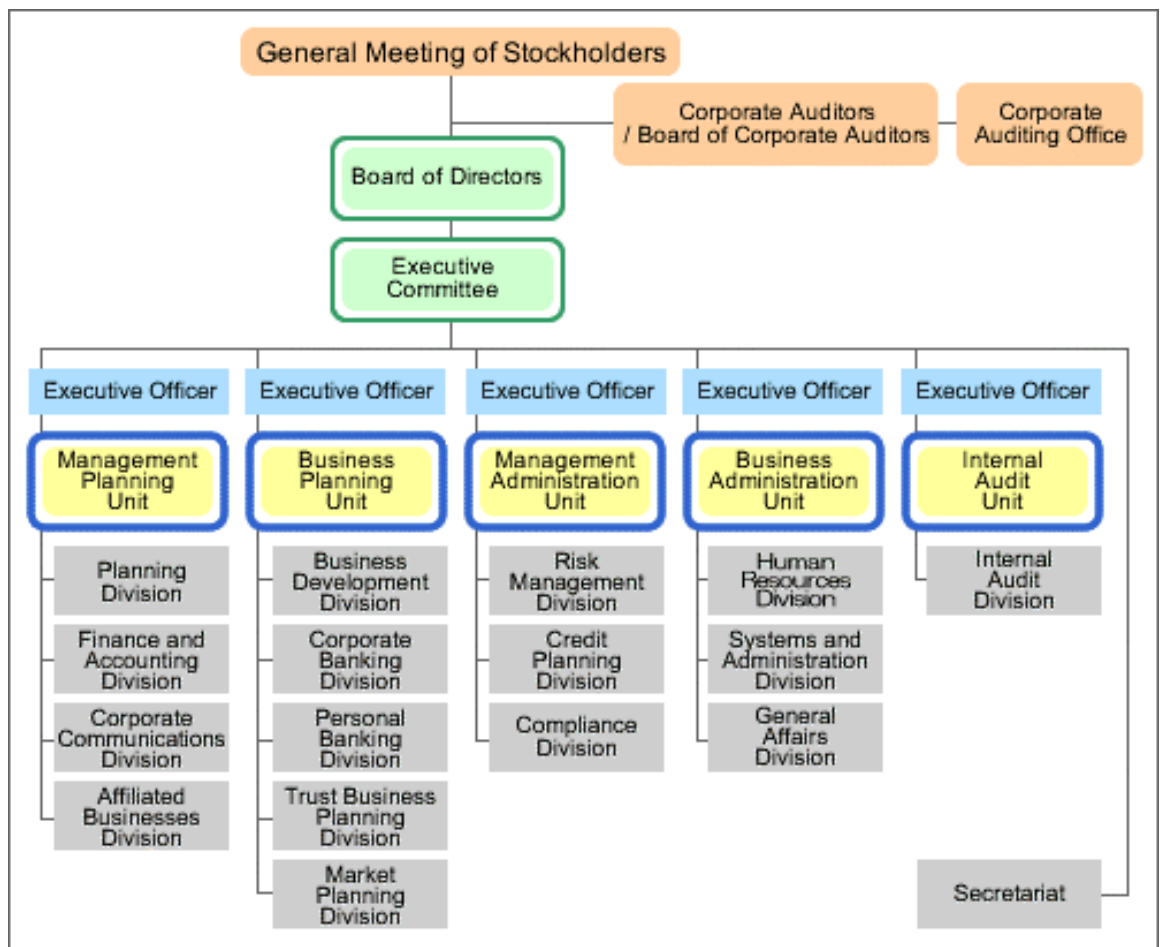 General Meeting of Stockholders
Corporate Auditors
/ Board of Corporate Auditors
Corporate
Auditing Office
Board of Directors
Executive
Committee
Executive Officer
Executive Officer
Executive Officer
Executive Officer
Executive Officer
Management
Planning
Unit
Business
Planning
Unit
Management
Administration
Unit
Business
Administration
Unit
Internal
Audit
Unit
Planning
Division
Finance and
Accounting
Division
Corporate
Communications
Division
Affiliated
Businesses
Division
Business
Development
Division
Corporate
Banking
Division
Personal
Banking
Division
Trust Business
Planning
Division
Market
Planning
Division
Risk
Management
Division
Credit
Planning
Division
Compliance
Division
Human
Resources
Division
Systems and
Administration
Division
General
Affairs
Division
Internal
Audit
Division
Secretariat